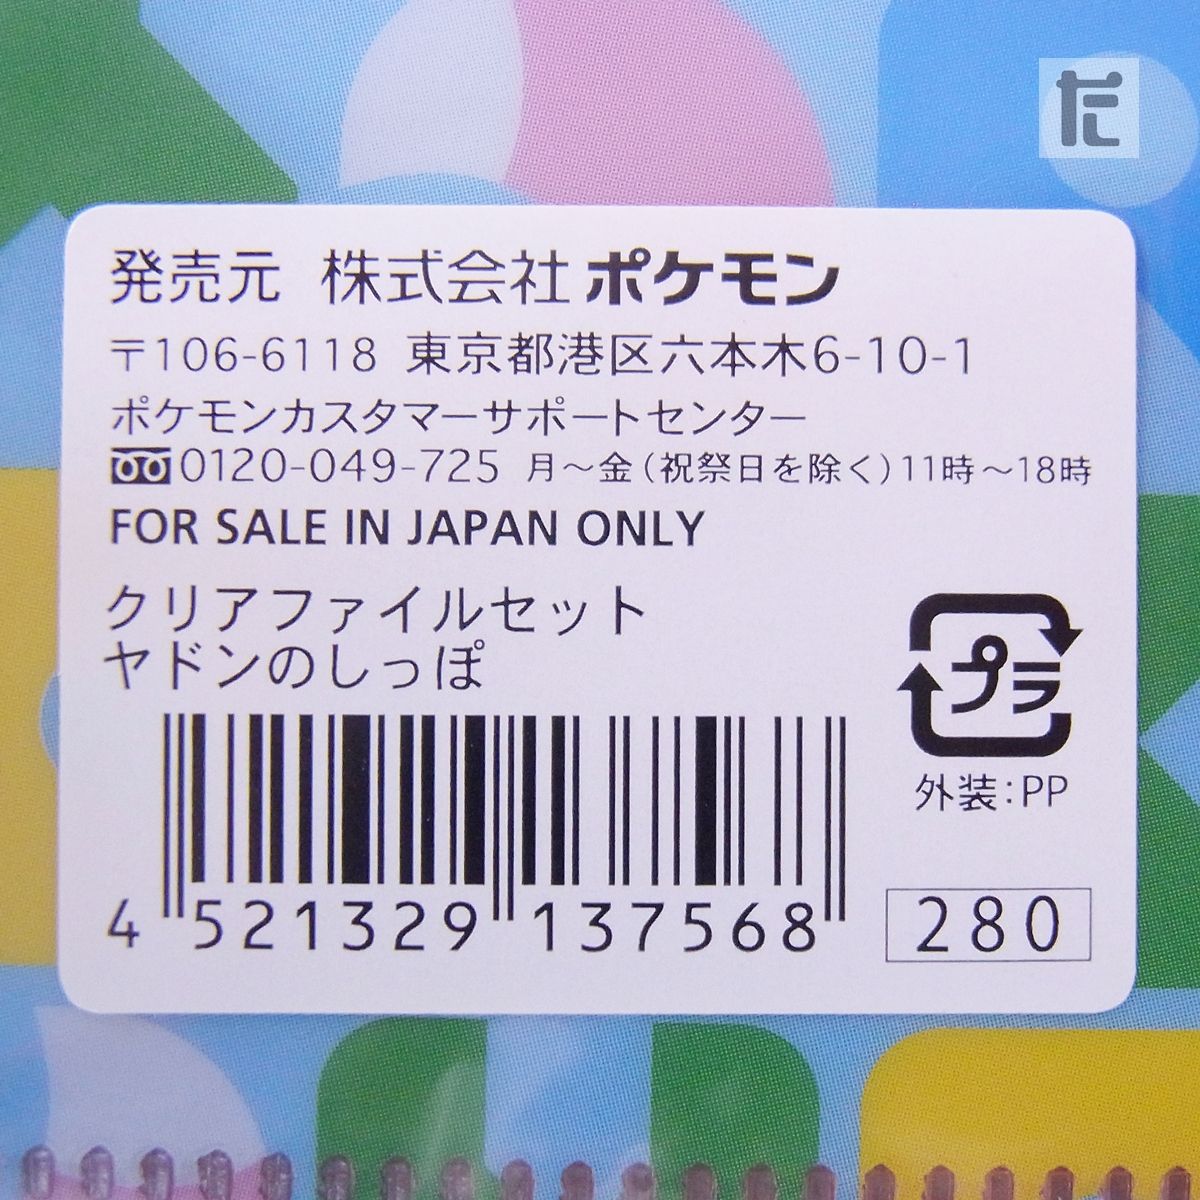 だ
発売元 株式会社ポケモン
〒106-6118 東京都港区六本木6-10-1
ポケモンカスタマーサポートセンター
0120-049-725 月〜金(祝祭日を除く)11時〜18時
FOR SALE IN JAPAN ONLY
クリアファイルセット
ヤドンのしっぽ
プラ
外装:PP
4 521329 137568
280